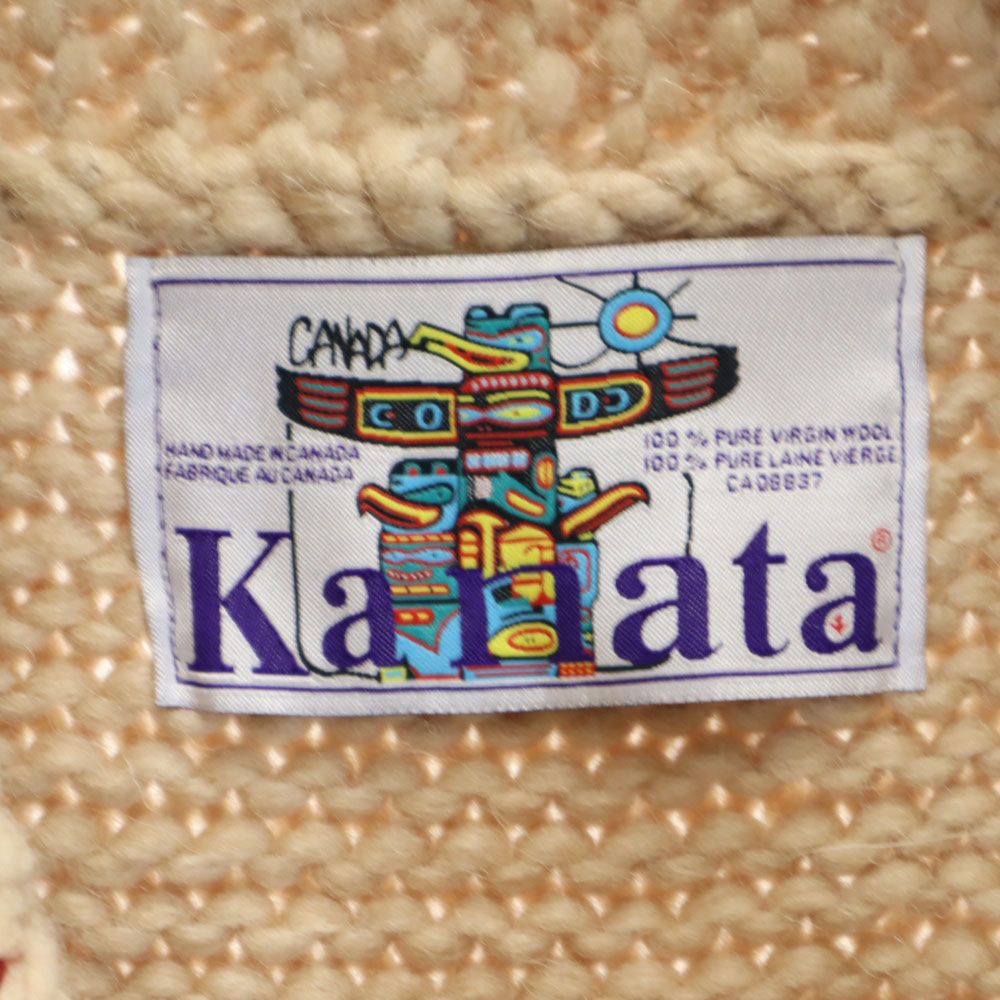 CANADA
HAND MADE IN CANADA
FABRIQUE AU CANADA
100 % PURE VIRGIN WOOL
100 % PURE LAINE VIERGE
CA08837
Kanata ®